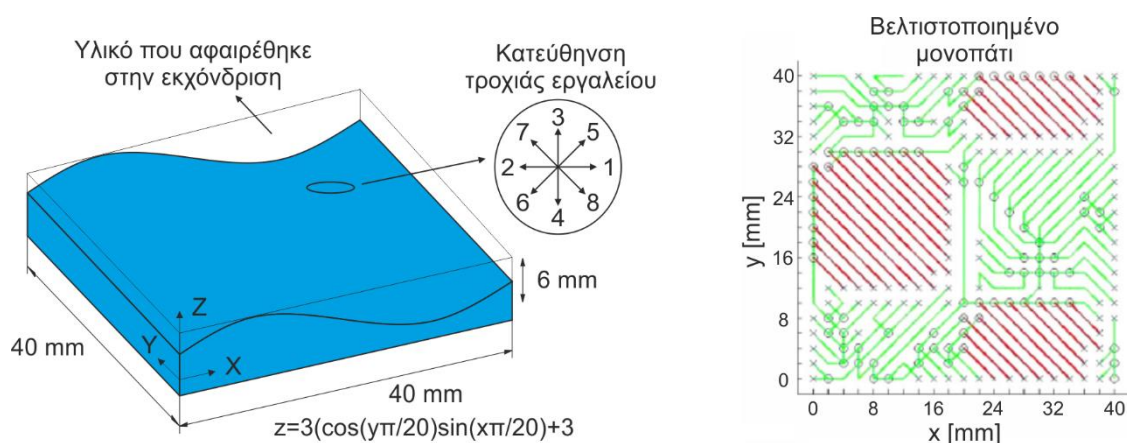 Υλικό που αφαιρέθηκε
στην εκχόνδριση
Κατεύθηνση
τροχιάς εργαλείου
3
7
5
2
1
6
8
4
6 mm
Z
Y
X
40 mm
40 mm
z=3(cos(yπ/20)sin(xπ/20)+3
Βελτιστοποιημένο
μονοπάτι
40
32
24
16
8
0
y [mm]
0 8 16 24 32 40
x [mm]